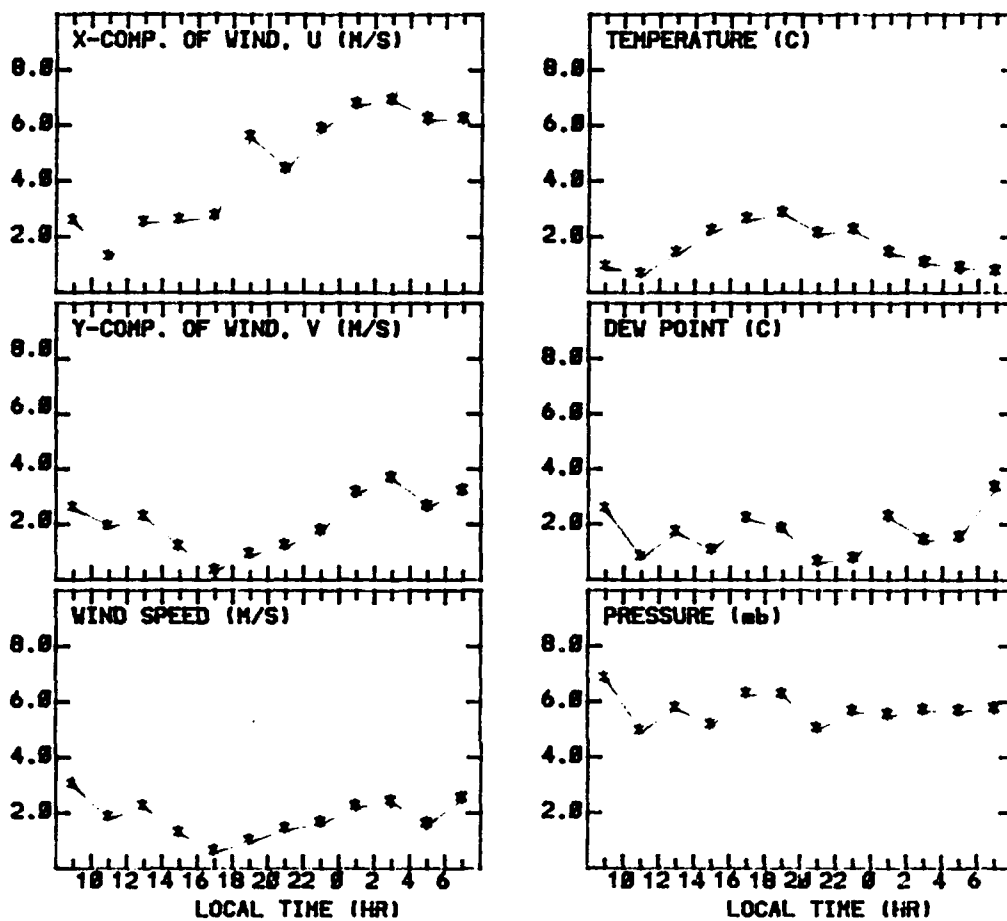 X-COMP. OF WIND, U (M/S)
8.0
6.0
4.0
2.0
TEMPERATURE (C)
8.0
6.0
4.0
2.0
Y-COMP. OF WIND, V (M/S)
8.0
6.0
4.0
2.0
DEW POINT (C)
8.0
6.0
4.0
2.0
WIND SPEED (M/S)
8.0
6.0
4.0
2.0
10 12 14 16 18 20 22 0 2 4 6
LOCAL TIME (HR)
PRESSURE (mb)
8.0
6.0
4.0
2.0
10 12 14 16 18 20 22 0 2 4 6
LOCAL TIME (HR)